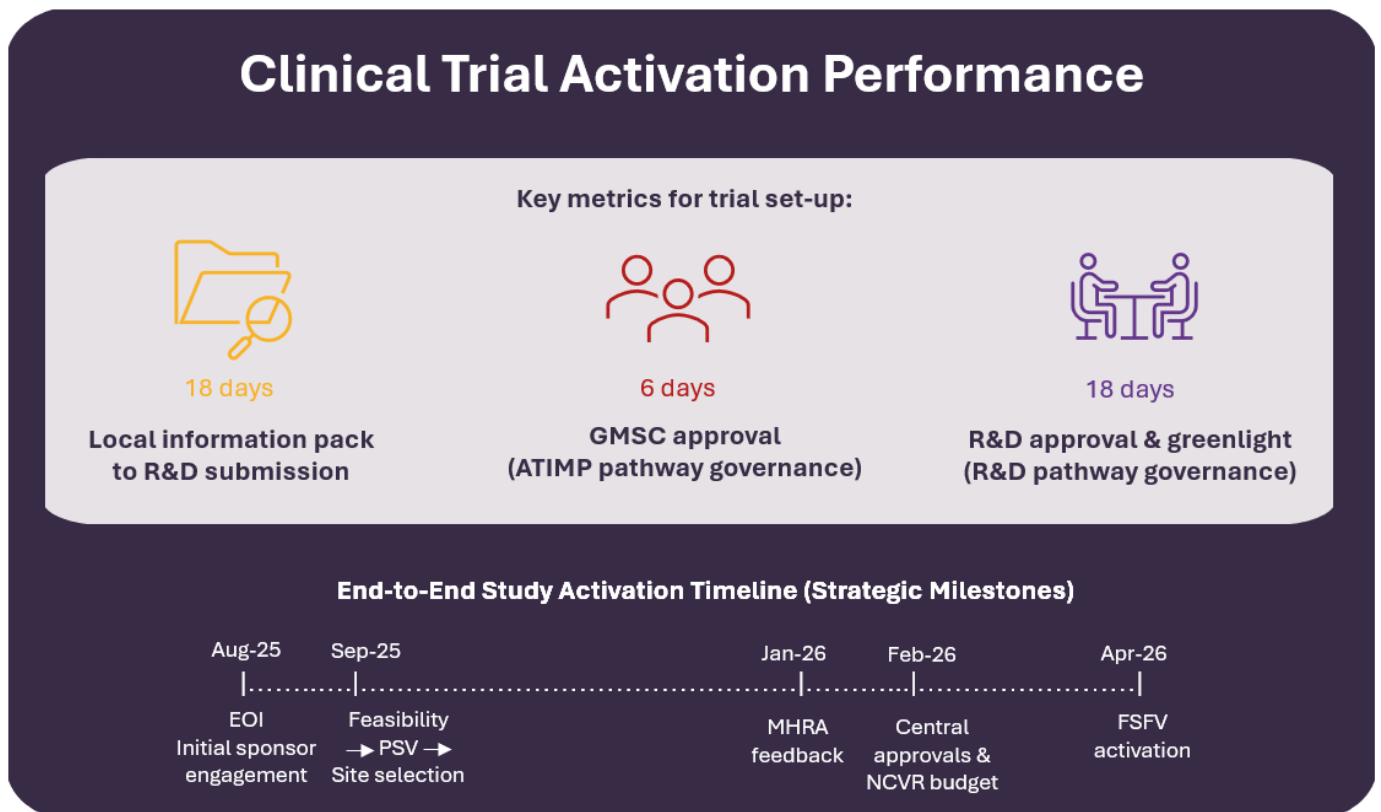 Clinical Trial Activation Performance
Key metrics for trial set-up:
18 days
Local information pack
to R&D submission
6 days
GMSC approval
(ATIMP pathway governance)
18 days
R&D approval & greenlight
(R&D pathway governance)
End-to-End Study Activation Timeline (Strategic Milestones)
Aug-25
EOI
Initial sponsor
engagement
Sep-25
Feasibility
→ PSV →
Site selection
Jan-26
MHRA
feedback
Feb-26
Central
approvals &
NCVR budget
Apr-26
FSFV
activation